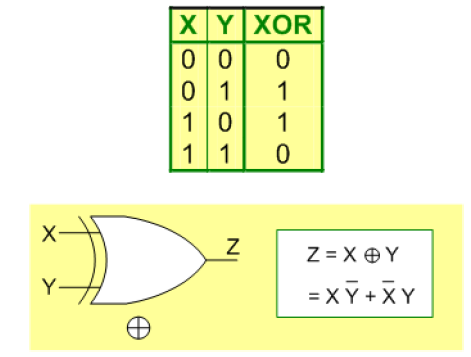 X Y XOR
0 0 0
0 1 1
1 0 1
1 1 0
X
Z
Y
⊕
Z = X ⊕ Y
= X Y̅ + X̅ Y